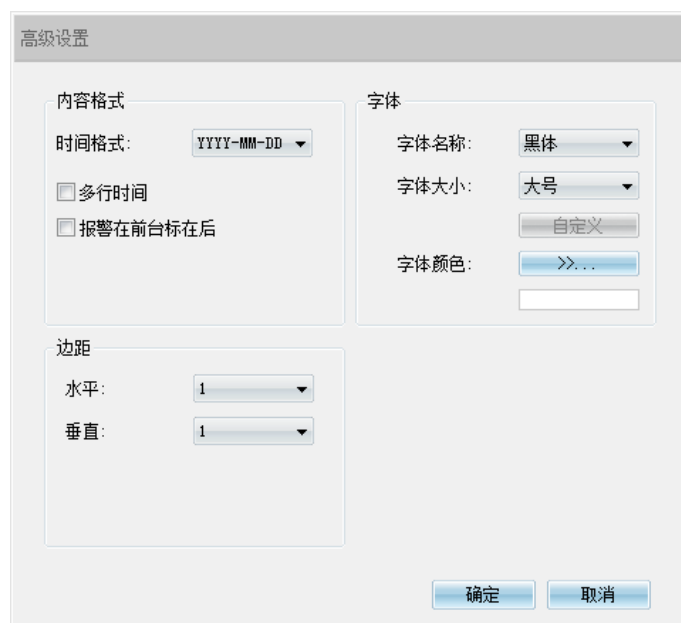 高级设置
内容格式
时间格式: YYYY-MM-DD
多行时间
报警在前台标在后
字体
字体名称: 黑体
字体大小: 大号
自定义
字体颜色: >>...
边距
水平: 1
垂直: 1
确定 取消